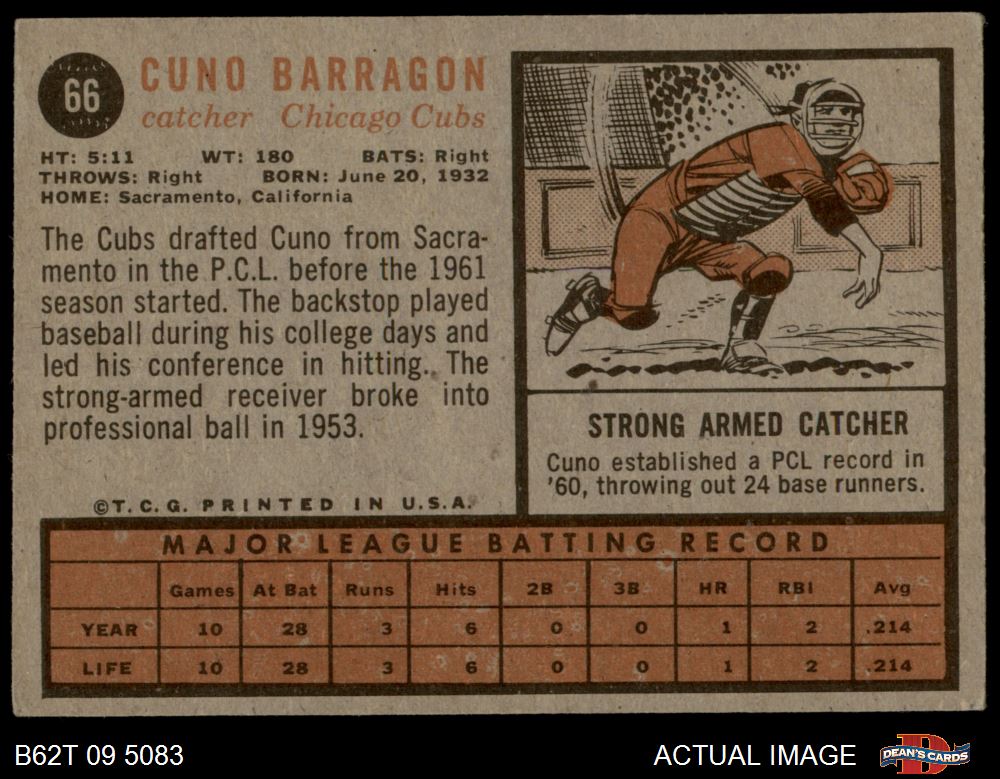 66
CUNO BARRAGON
catcher Chicago Cubs
HT: 5:11 WT: 180 BATS: Right
THROWS: Right BORN: June 20, 1932
HOME: Sacramento, California
The Cubs drafted Cuno from Sacra-
mento in the P.C.L. before the 1961
season started. The backstop played
baseball during his college days and
led his conference in hitting. The
strong-armed receiver broke into
professional ball in 1953.
©T. C. G. PRINTED IN U.S.A.
STRONG ARMED CATCHER
Cuno established a PCL record in
'60, throwing out 24 base runners.
MAJOR LEAGUE BATTING RECORD
Games At Bat Runs Hits 2B 3B HR RBI Avg
YEAR 10 28 3 6 0 0 1 2 .214
LIFE 10 28 3 6 0 0 1 2 .214
B62T 09 5083 ACTUAL IMAGE
DEAN'S CARDS